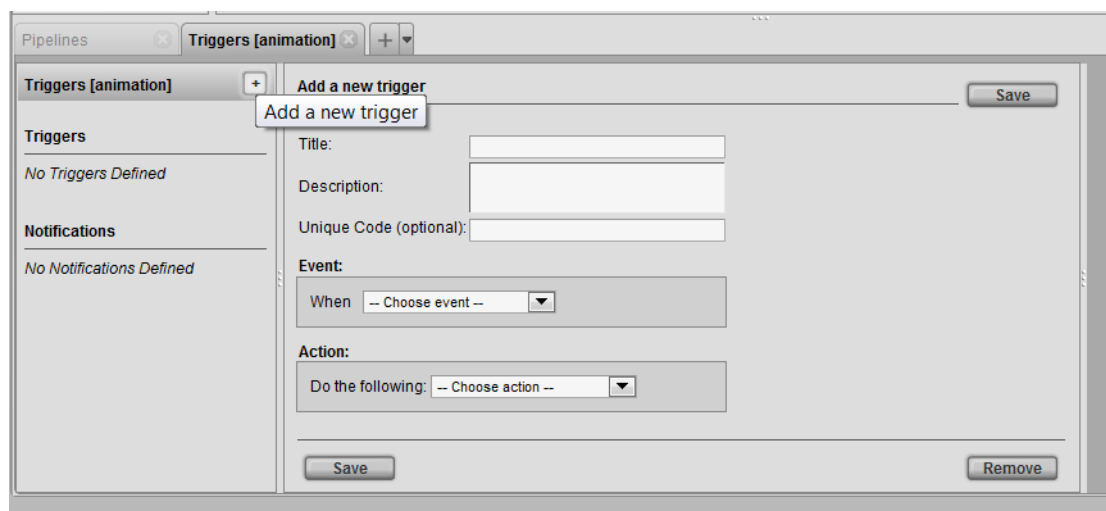 Pipelines
Triggers [animation]
+
Triggers [animation]
+
Add a new trigger
Triggers
No Triggers Defined
Notifications
No Notifications Defined
Add a new trigger
Save
Title:
Description:
Unique Code (optional):
Event:
When -- Choose event --
Action:
Do the following: -- Choose action --
Save
Remove